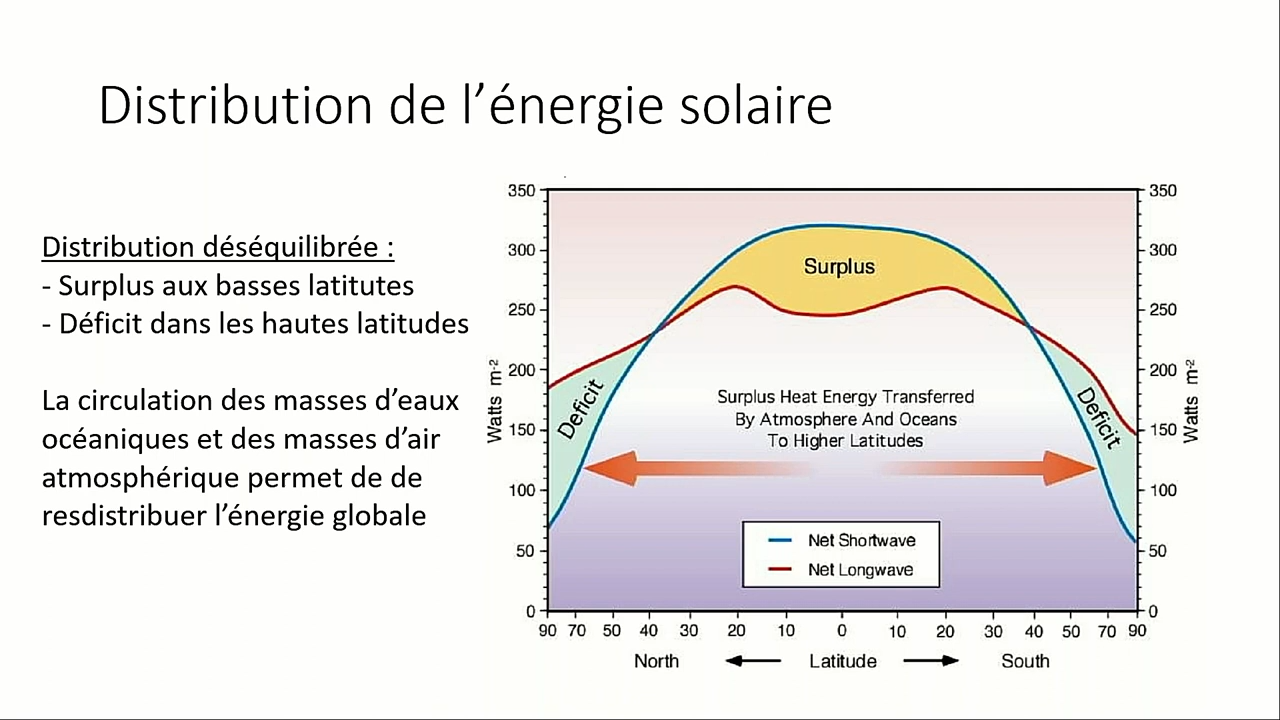 Distribution de l’énergie solaire
Distribution déséquilibrée :
- Surplus aux basses latitutes
- Déficit dans les hautes latitudes
La circulation des masses d’eaux
océaniques et des masses d’air
atmosphérique permet de de
resdistribuer l’énergie globale
350
300
250
200
150
100
50
0
Watts m-2
350
300
250
200
150
100
50
0
Watts m-2
Surplus
Deficit
Deficit
Surplus Heat Energy Transferred
By Atmosphere And Oceans
To Higher Latitudes
Net Shortwave
Net Longwave
90 70 50 40 30 20 10 0 10 20 30 40 50 70 90
North Latitude South